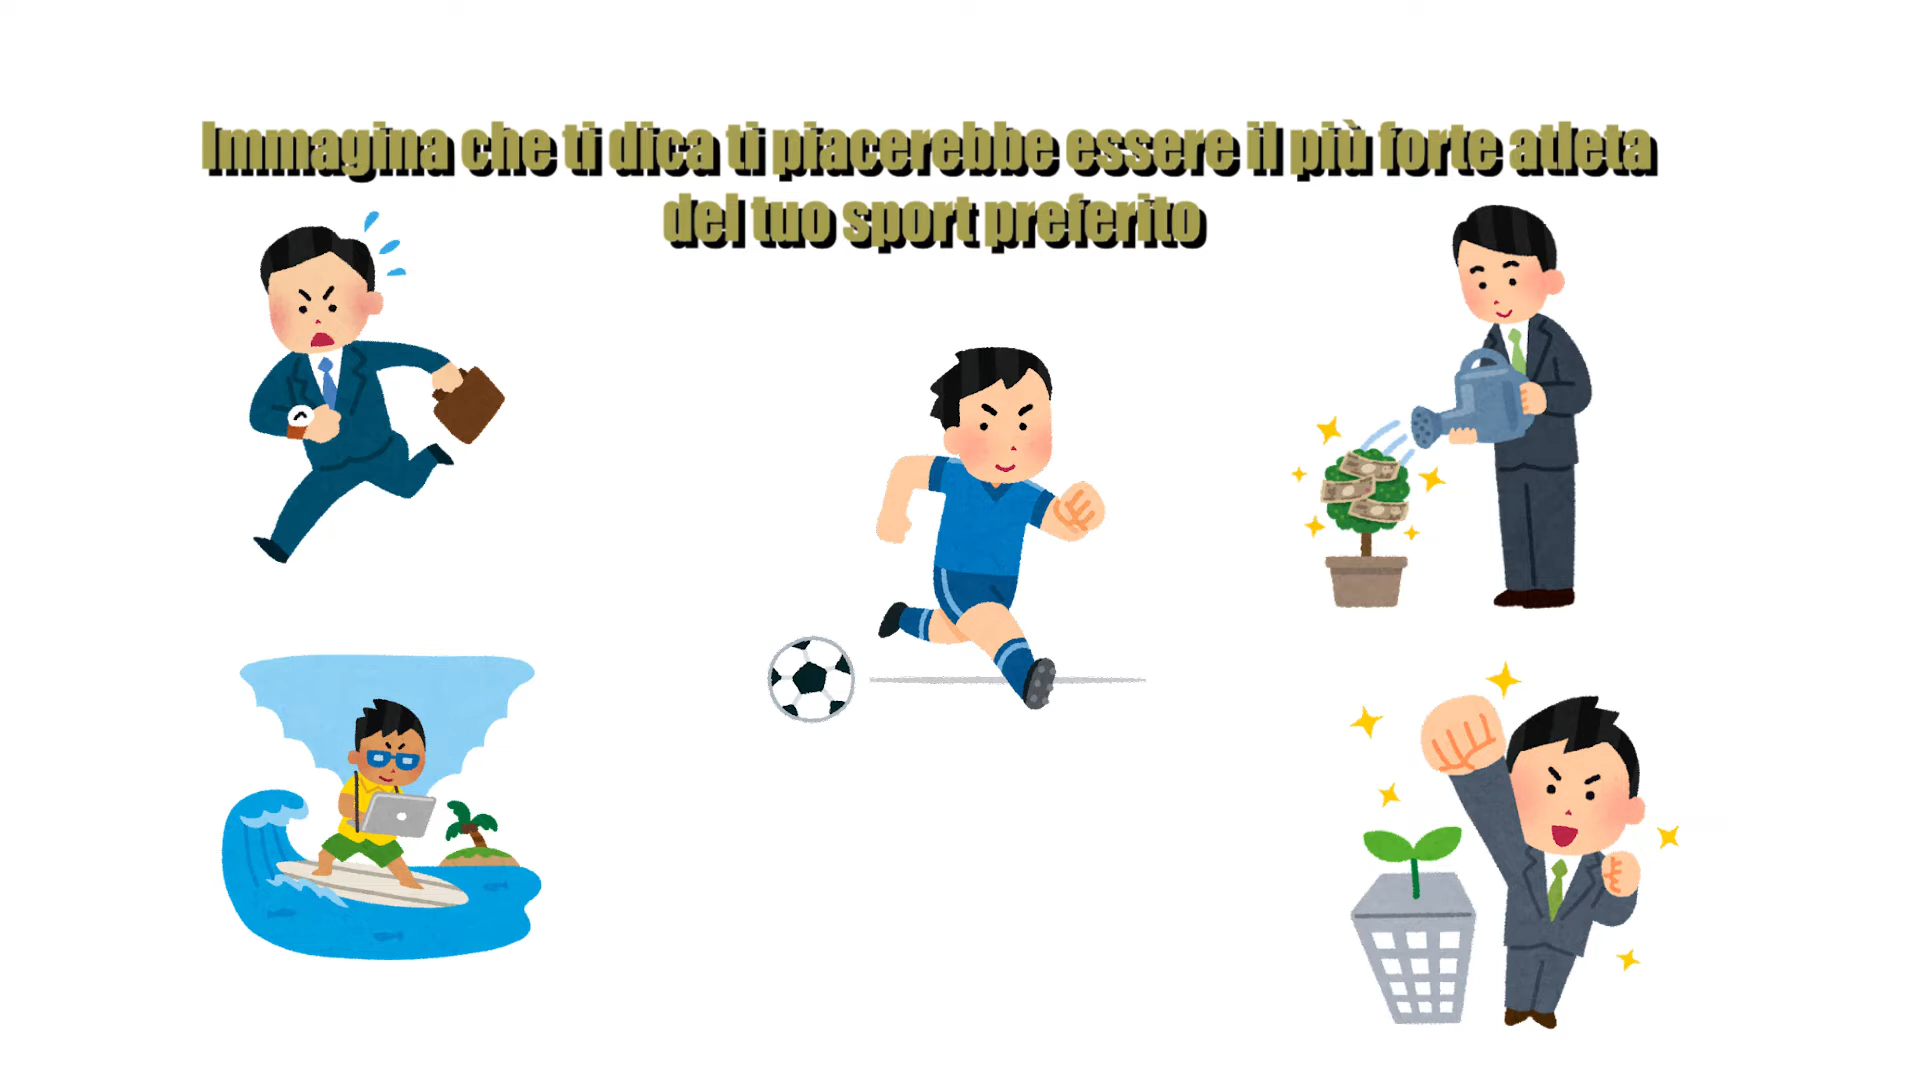 Immagina che ti dica ti piacerebbe essere il più forte atleta
del tuo sport preferito